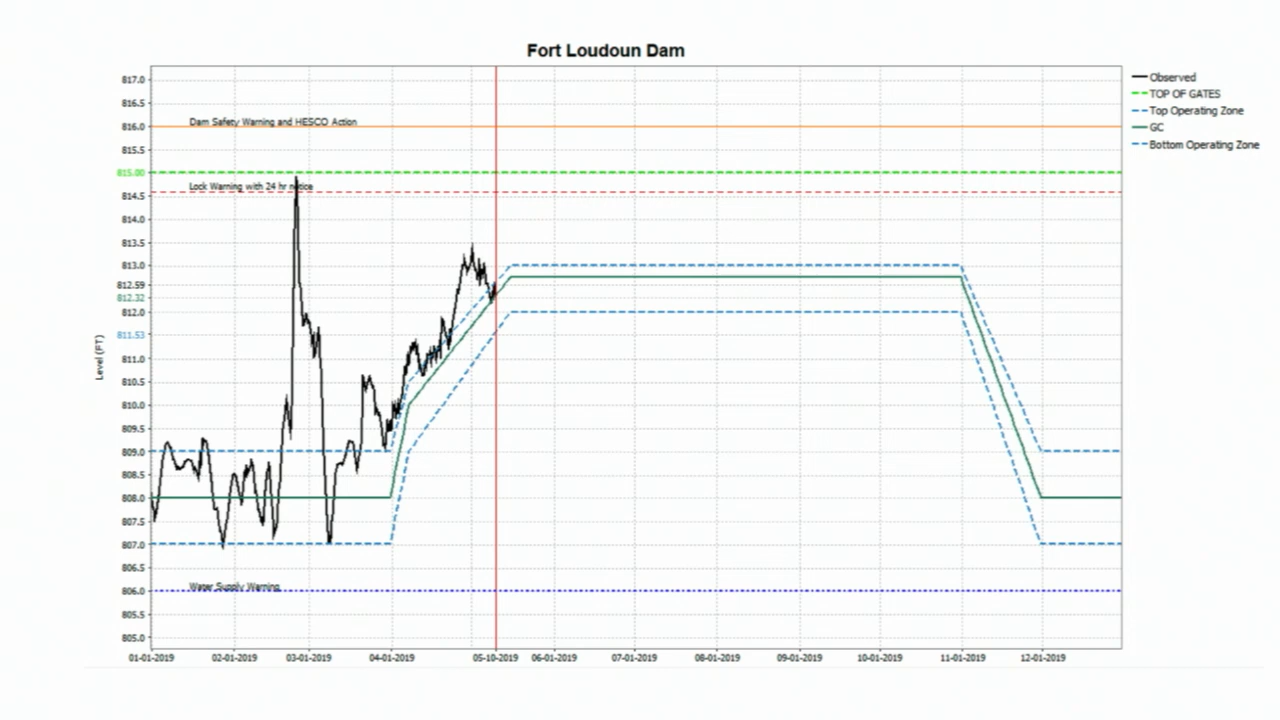 Fort Loudoun Dam
Observed
TOP OF GATES
Top Operating Zone
GC
Bottom Operating Zone
Level (FT)
817.0
816.5
816.0
815.5
815.00
814.5
814.0
813.5
813.0
812.59
812.32
812.0
811.53
811.0
810.5
810.0
809.5
809.0
808.5
808.0
807.5
807.0
806.5
806.0
805.5
805.0
Dam Safety Warning and HESCO Action
Lock Warning with 24 hr notice
Water Supply Warning
01-01-2019 02-01-2019 03-01-2019 04-01-2019 05-10-2019 06-01-2019 07-01-2019 08-01-2019 09-01-2019 10-01-2019 11-01-2019 12-01-2019